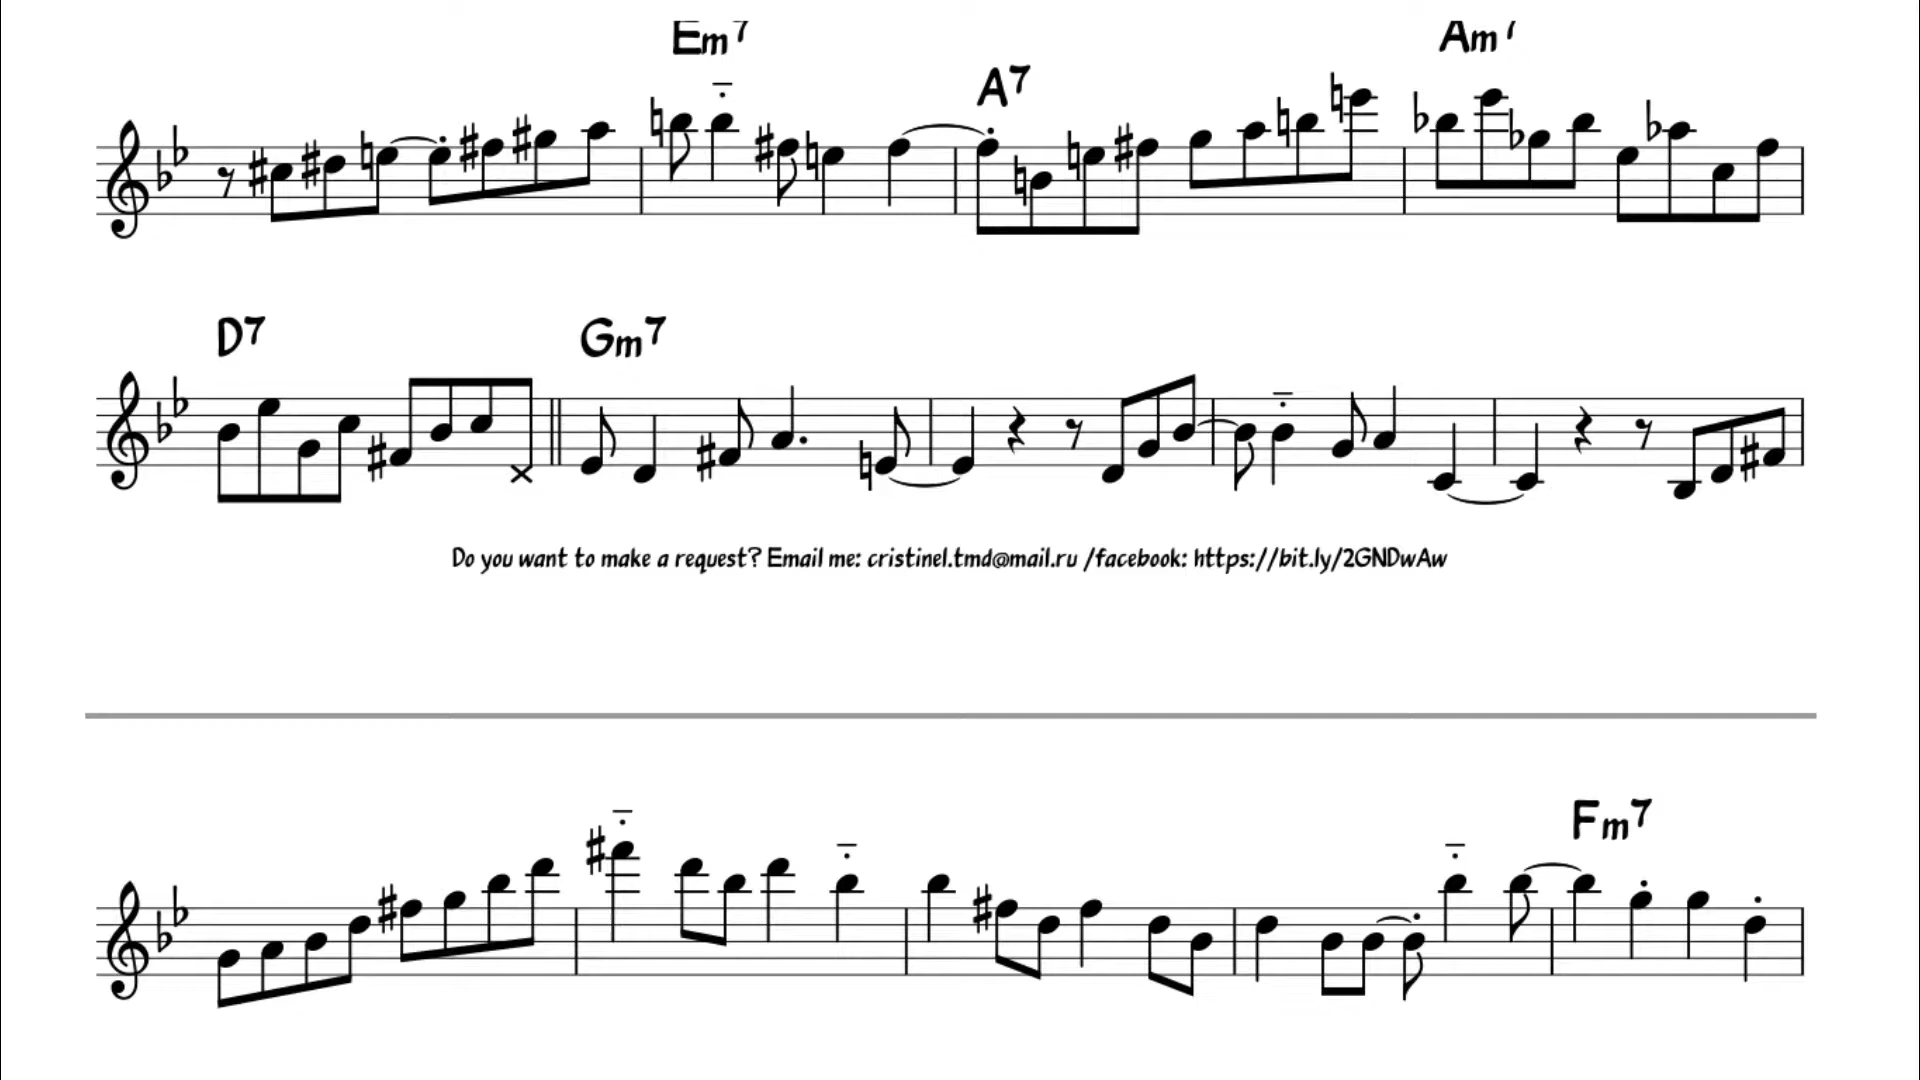 Em7 A7 Am7
D7 Gm7
Do you want to make a request? Email me: cristinel.tmd@mail.ru /facebook: https://bit.ly/2GNDwAw
Fm7